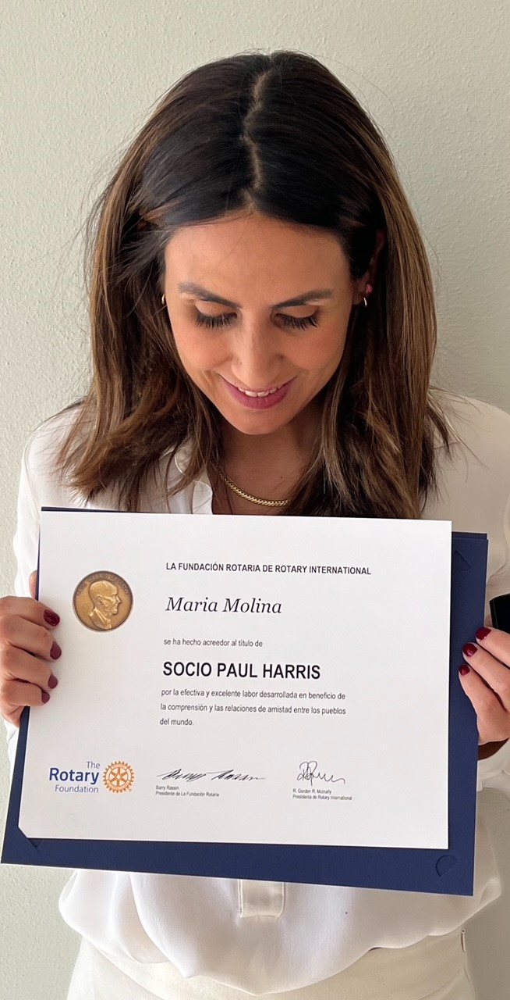 LA FUNDACIÓN ROTARIA DE ROTARY INTERNATIONAL
Maria Molina
se ha hecho acreedor al título de
SOCIO PAUL HARRIS
por la efectiva y excelente labor desarrollada en beneficio de
la comprensión y las relaciones de amistad entre los pueblos
del mundo.
The
Rotary
Foundation
Barry Rassin
Presidente de La Fundación Rotaria
R. Gordon R. McInally
Presidente de Rotary International